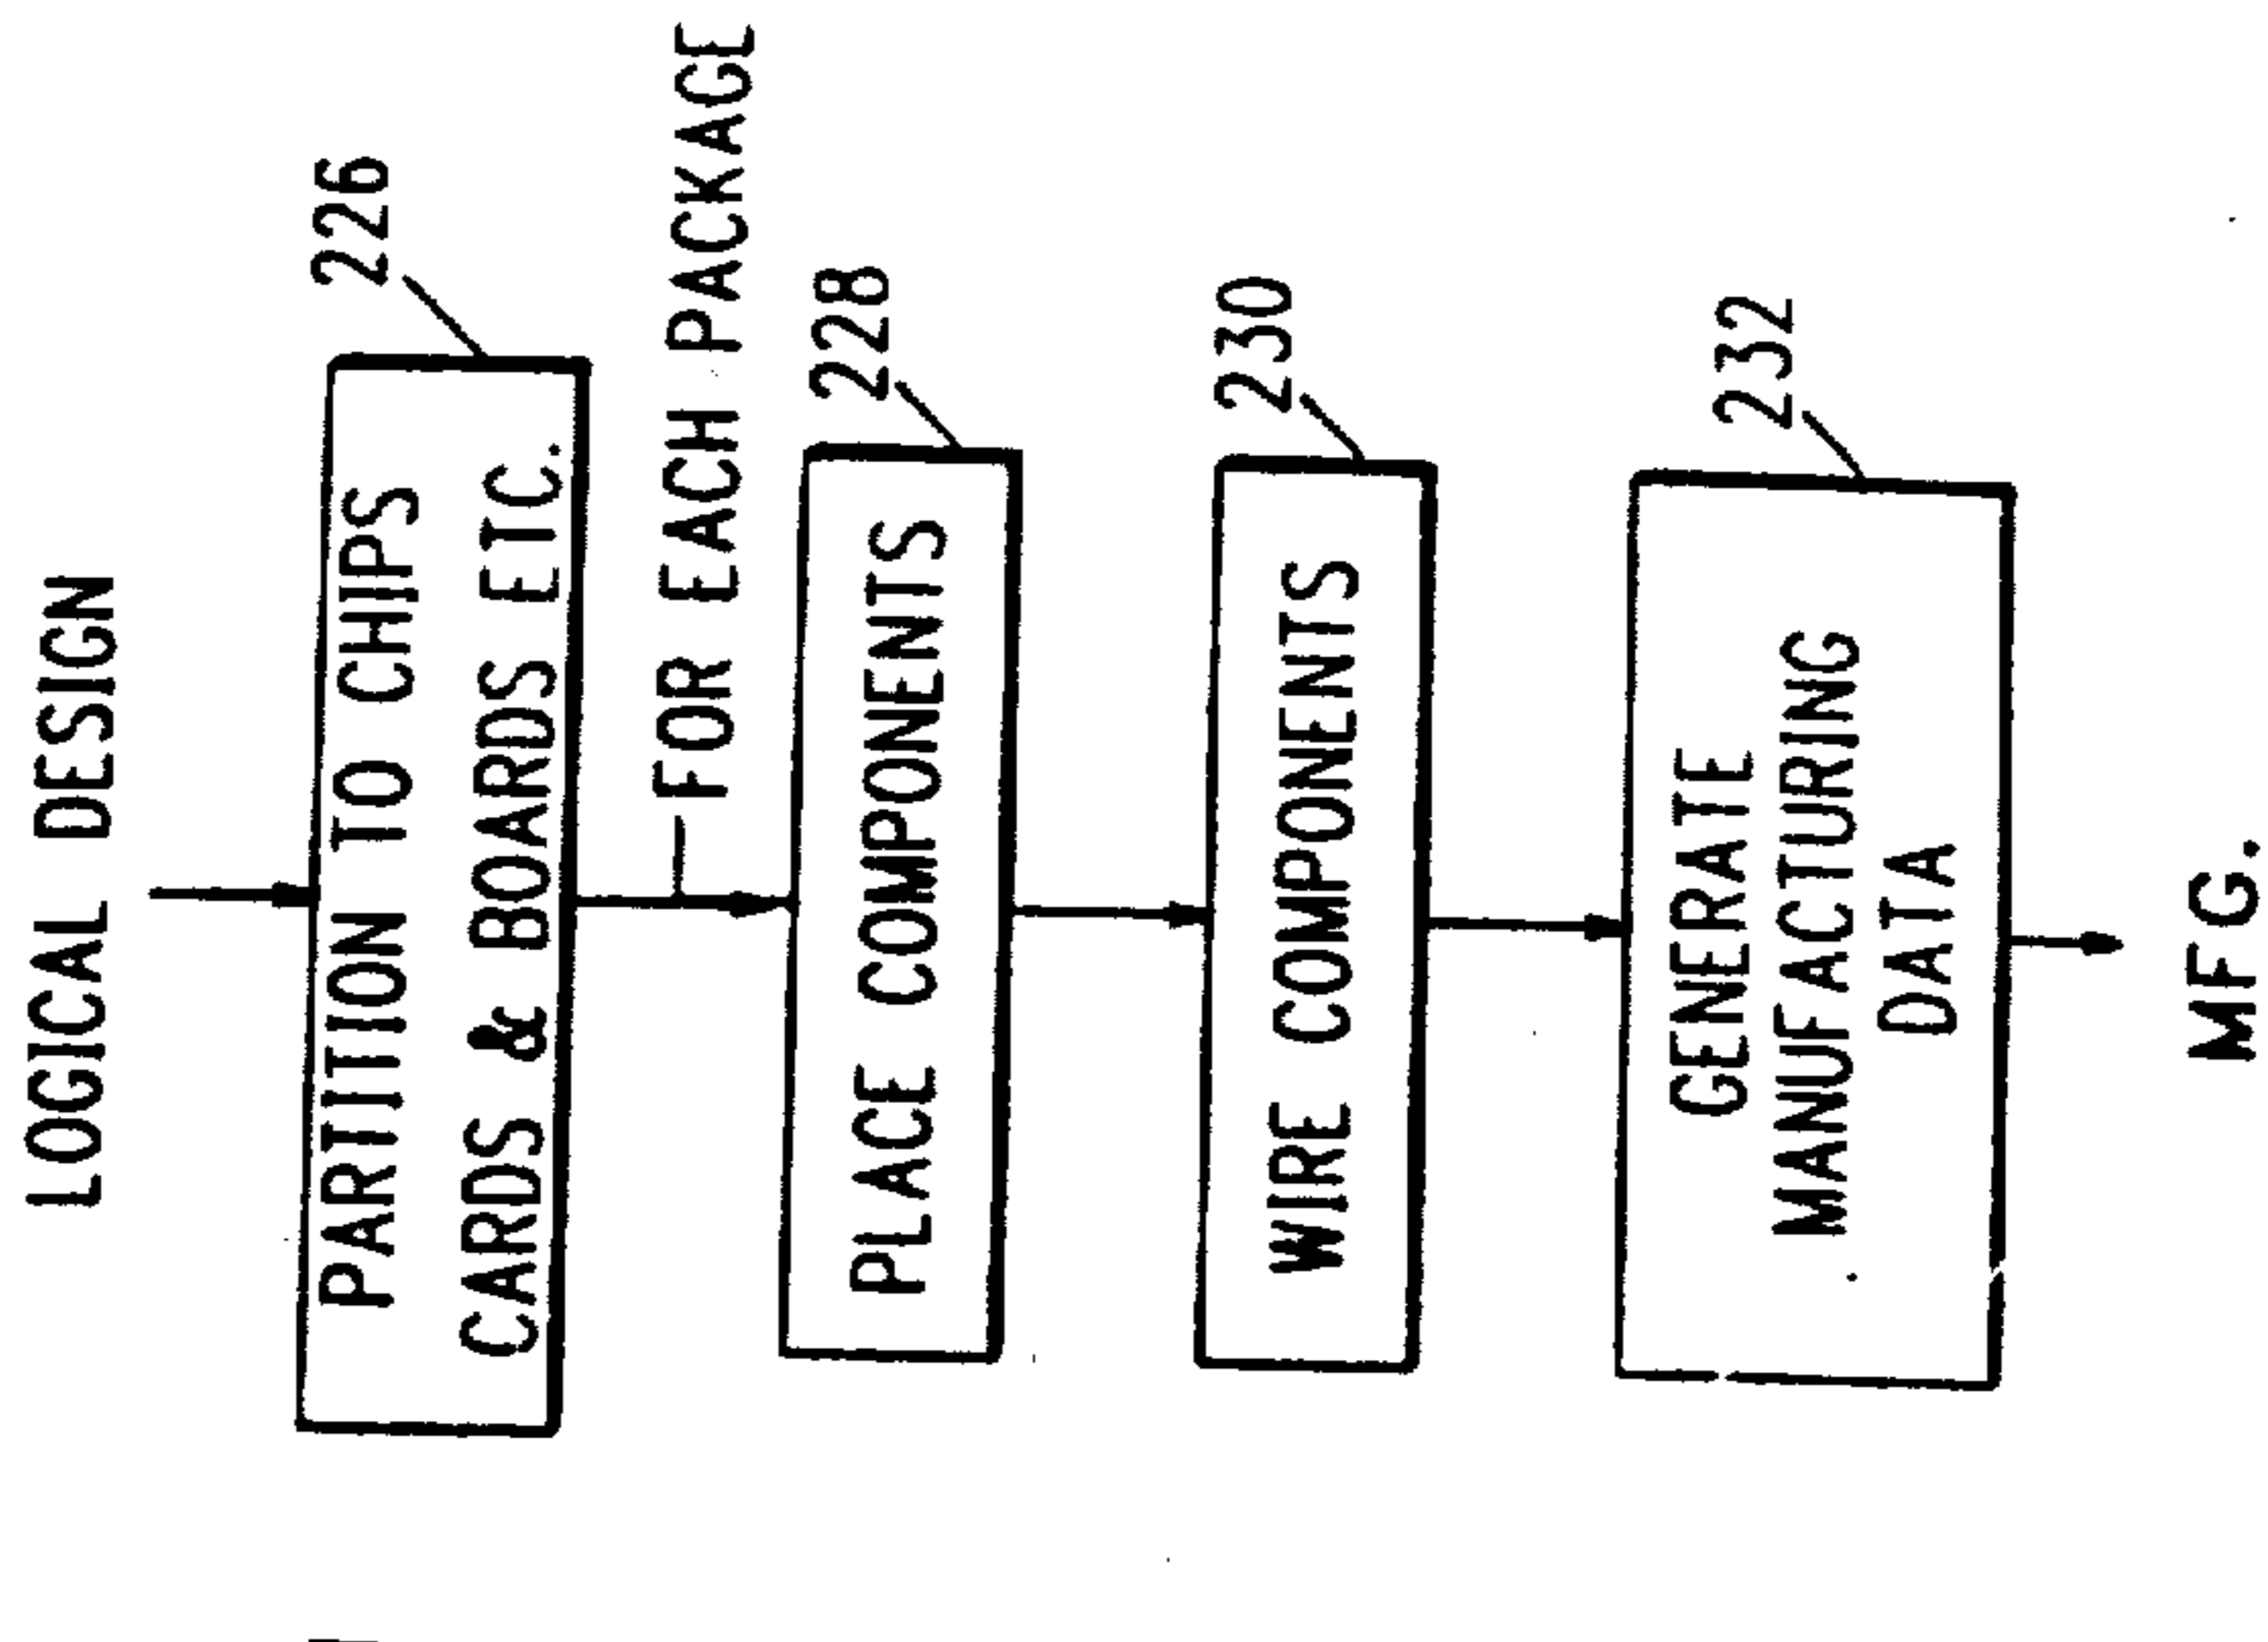 LOGICAL DESIGN
PARTITION TO CHIPS
CARDS & BOARDS ETC.
226
FOR EACH PACKAGE
PLACE COMPONENTS
228
WIRE COMPONENTS
230
GENERATE
MANUFACTURING
DATA
232
MFG.